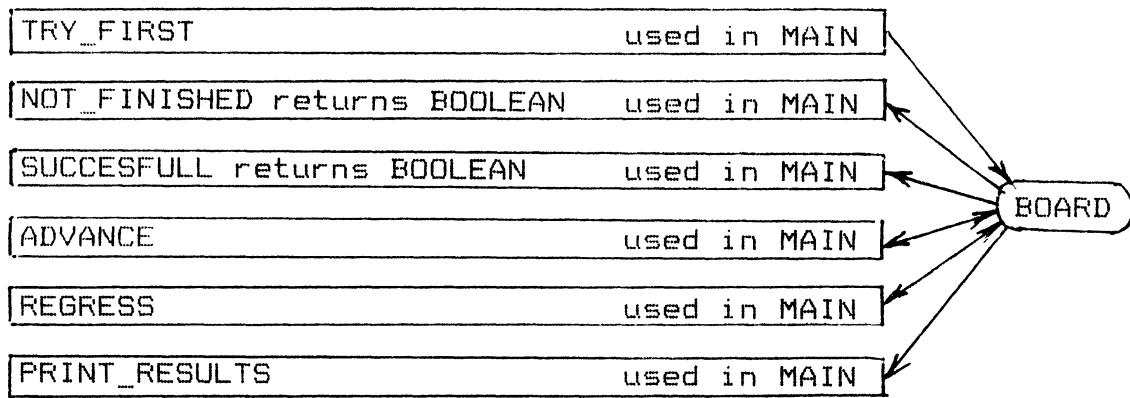 TRY_FIRST used in MAIN
NOT_FINISHED returns BOOLEAN used in MAIN
SUCCESFULL returns BOOLEAN used in MAIN
BOARD
ADVANCE used in MAIN
REGRESS used in MAIN
PRINT_RESULTS used in MAIN